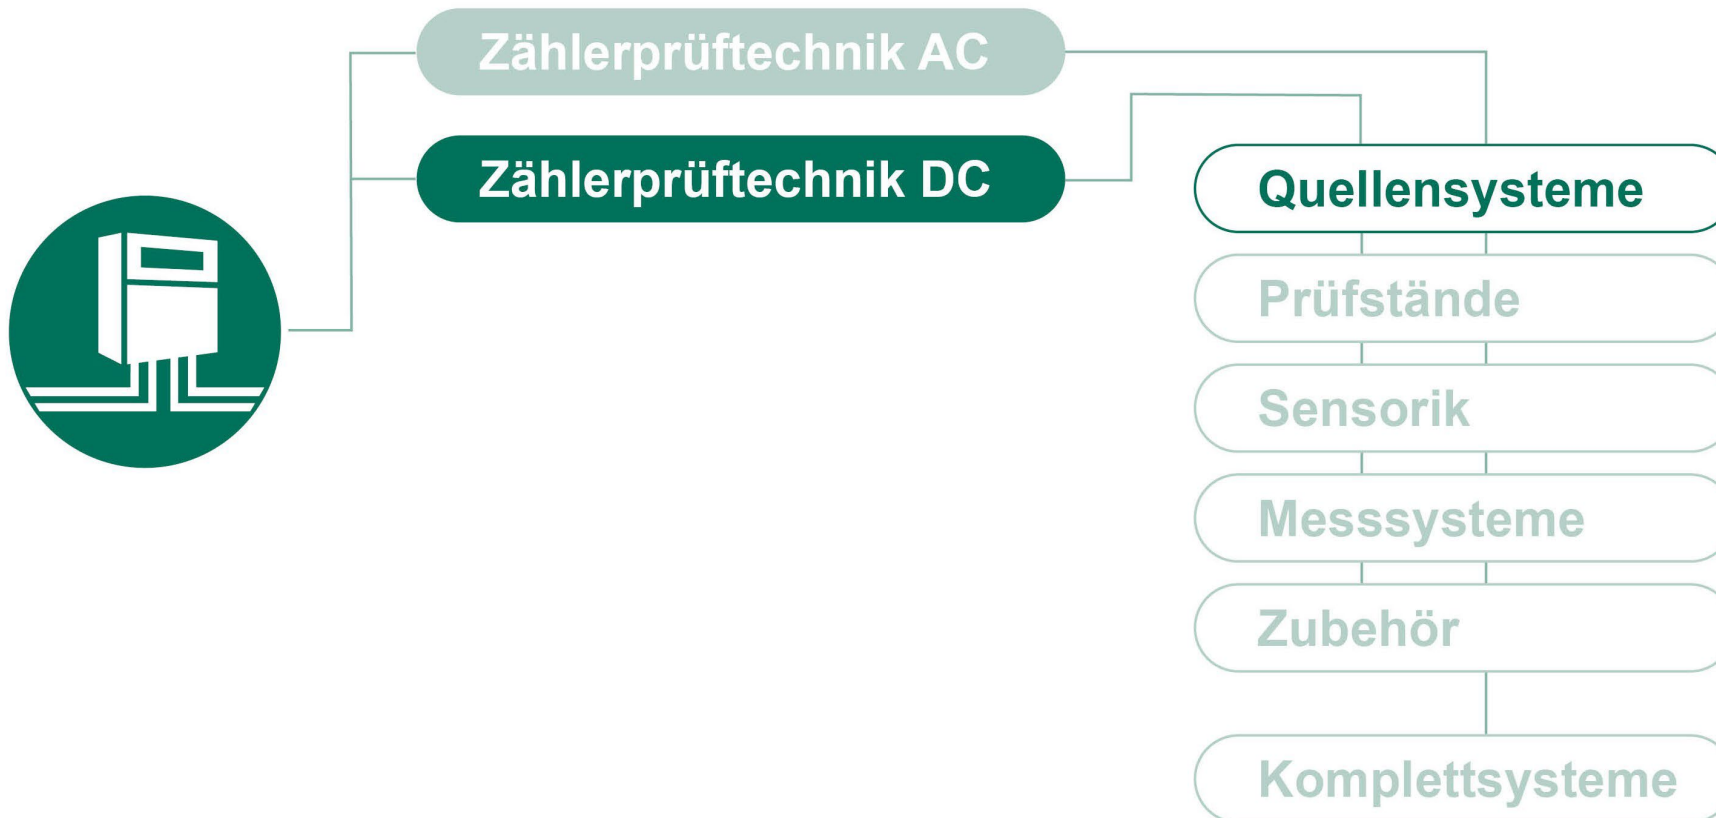 Zählerprüftechnik AC
Zählerprüftechnik DC
Quellensysteme
Prüfstände
Sensorik
Messsysteme
Zubehör
Komplettsysteme